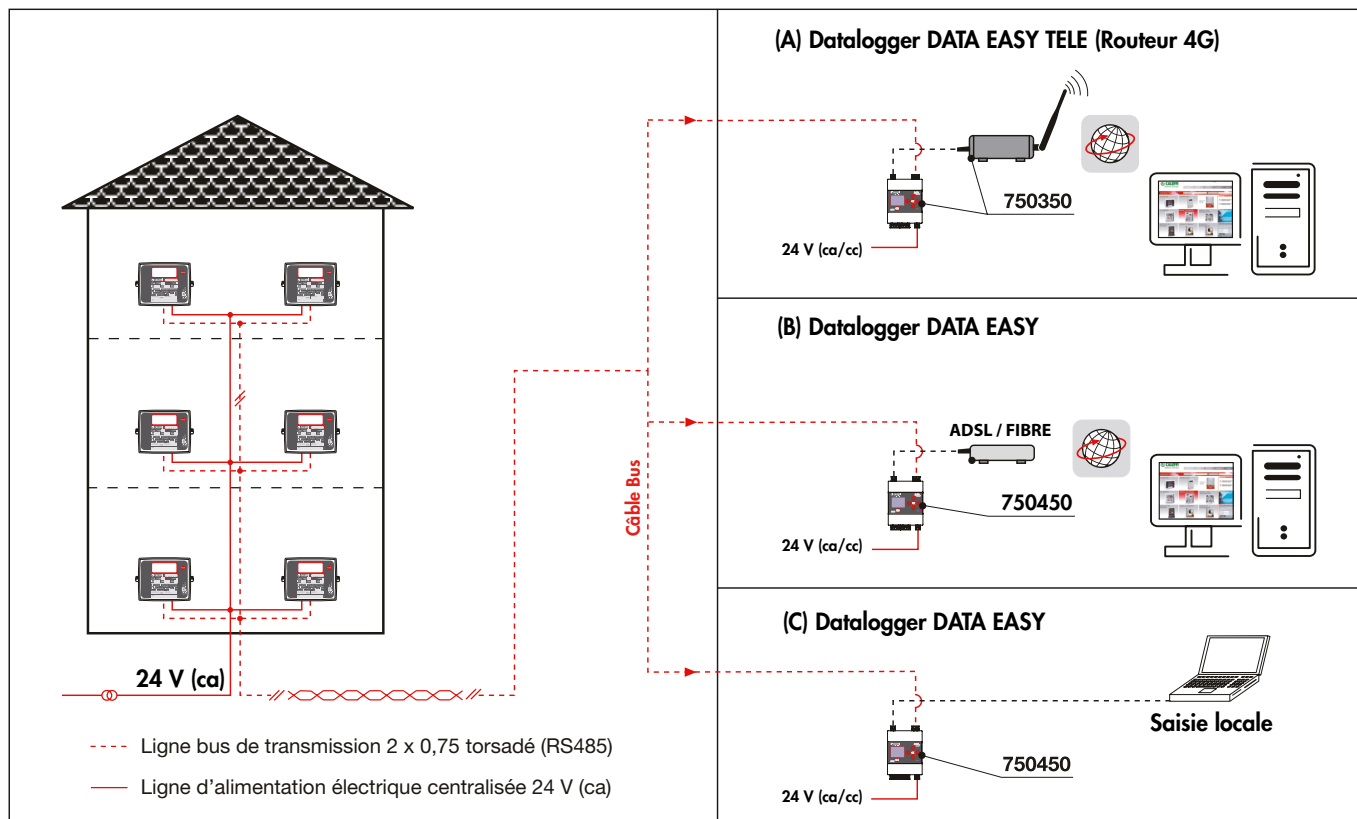 (A) Datalogger DATA EASY TELE (Routeur 4G)
750350
24 V (ca/cc)
(B) Datalogger DATA EASY
ADSL / FIBRE
750450
24 V (ca/cc)
Câble Bus
(C) Datalogger DATA EASY
Saisie locale
750450
24 V (ca/cc)
24 V (ca)
Ligne bus de transmission 2 x 0,75 torsadé (RS485)
Ligne d’alimentation électrique centralisée 24 V (ca)